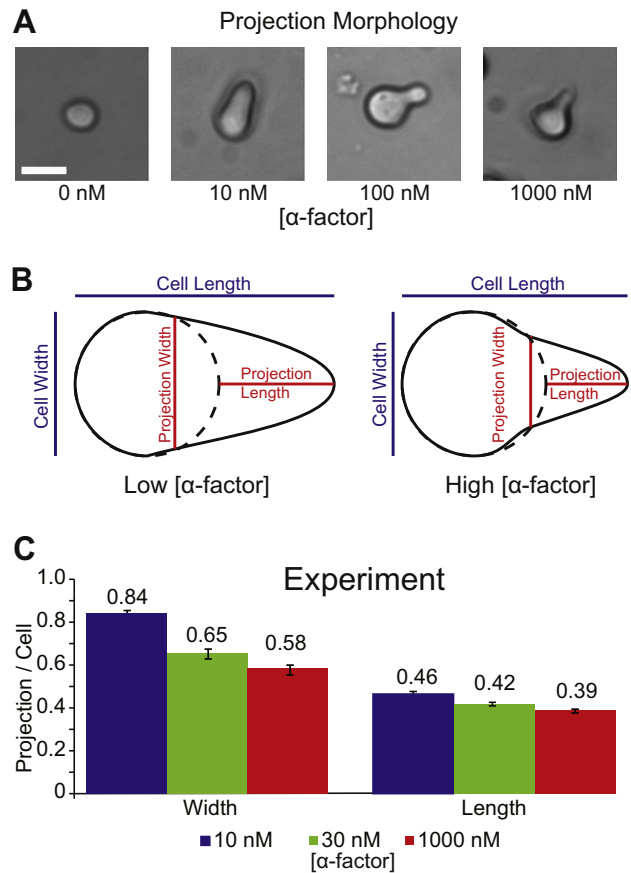 A
Projection Morphology
0 nM
10 nM
100 nM
1000 nM
[α-factor]
B
Cell Length
Cell Width
Projection Width
Projection
Length
Low [α-factor]
Cell Length
Cell Width
Projection Width
Projection
Length
High [α-factor]
C
Experiment
Projection / Cell
1.0
0.8
0.6
0.4
0.2
0
0.84
0.65
0.58
0.46
0.42
0.39
Width
Length
10 nM
30 nM
1000 nM
[α-factor]